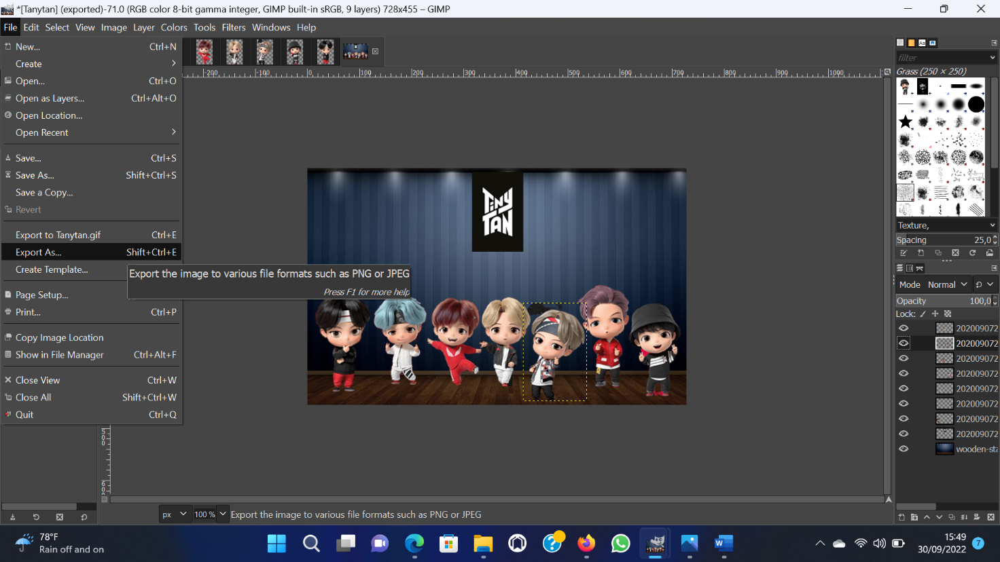 *[Tanytan] (exported)-71.0 (RGB color 8-bit gamma integer, GIMP built-in sRGB, 9 layers) 728x455 – GIMP
File Edit Select View Image Layer Colors Tools Filters Windows Help
New... Ctrl+N
Create
Open... Ctrl+O
Open as Layers... Ctrl+Alt+O
Open Location...
Open Recent
Save... Ctrl+S
Save As... Shift+Ctrl+S
Save a Copy...
Revert
Export to Tanytan.gif Ctrl+E
Export As... Shift+Ctrl+E
Create Template...
Page Setup...
Print... Ctrl+P
Copy Image Location
Show in File Manager Ctrl+Alt+F
Close View Ctrl+W
Close All Shift+Ctrl+W
Quit Ctrl+Q
Export the image to various file formats such as PNG or JPEG
Press F1 for more help
-200 -100 0 100 200 300 400 500 600 700 800 900 1000
TINY
TAN
500
600
px 100 % Export the image to various file formats such as PNG or JPEG
filter
Grass (250 × 250)
Texture,
Spacing 25,0
Mode Normal
Opacity 100,0
Lock:
202009072
202009072
202009072
202009072
202009072
202009072
202009072
202009072
wooden-sta
78°F
Rain off and on
15:49
30/09/2022
7